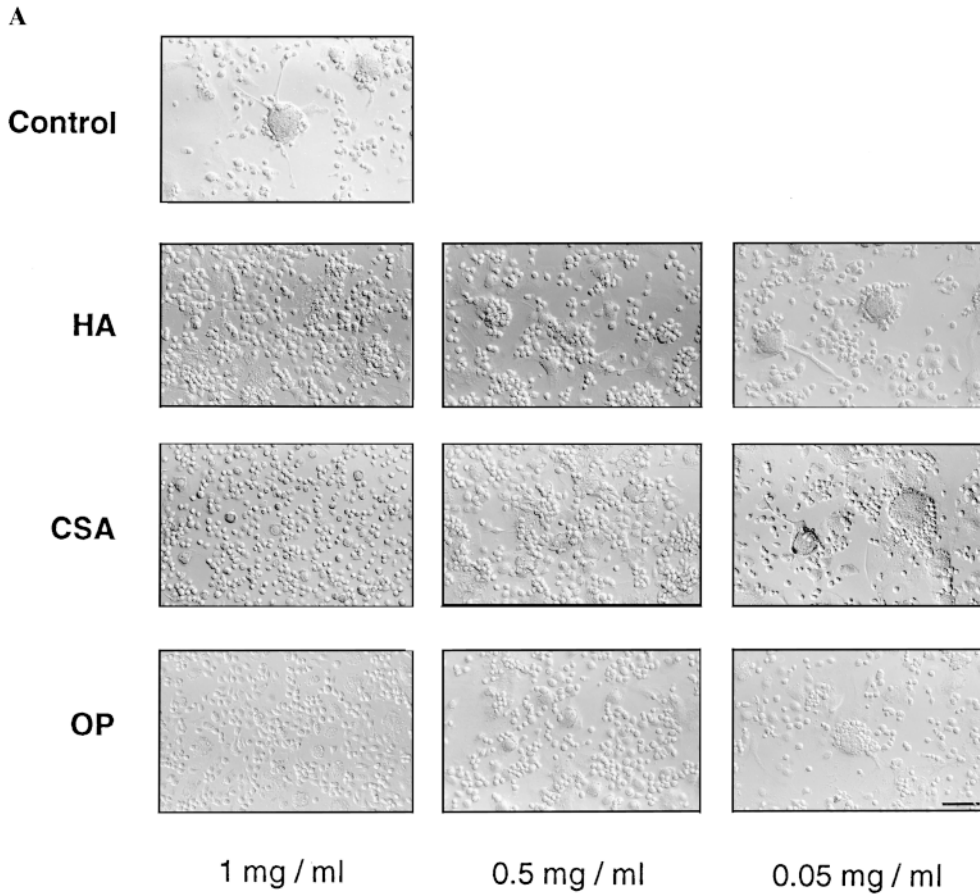 A
Control
HA
CSA
OP
1 mg / ml
0.5 mg / ml
0.05 mg / ml